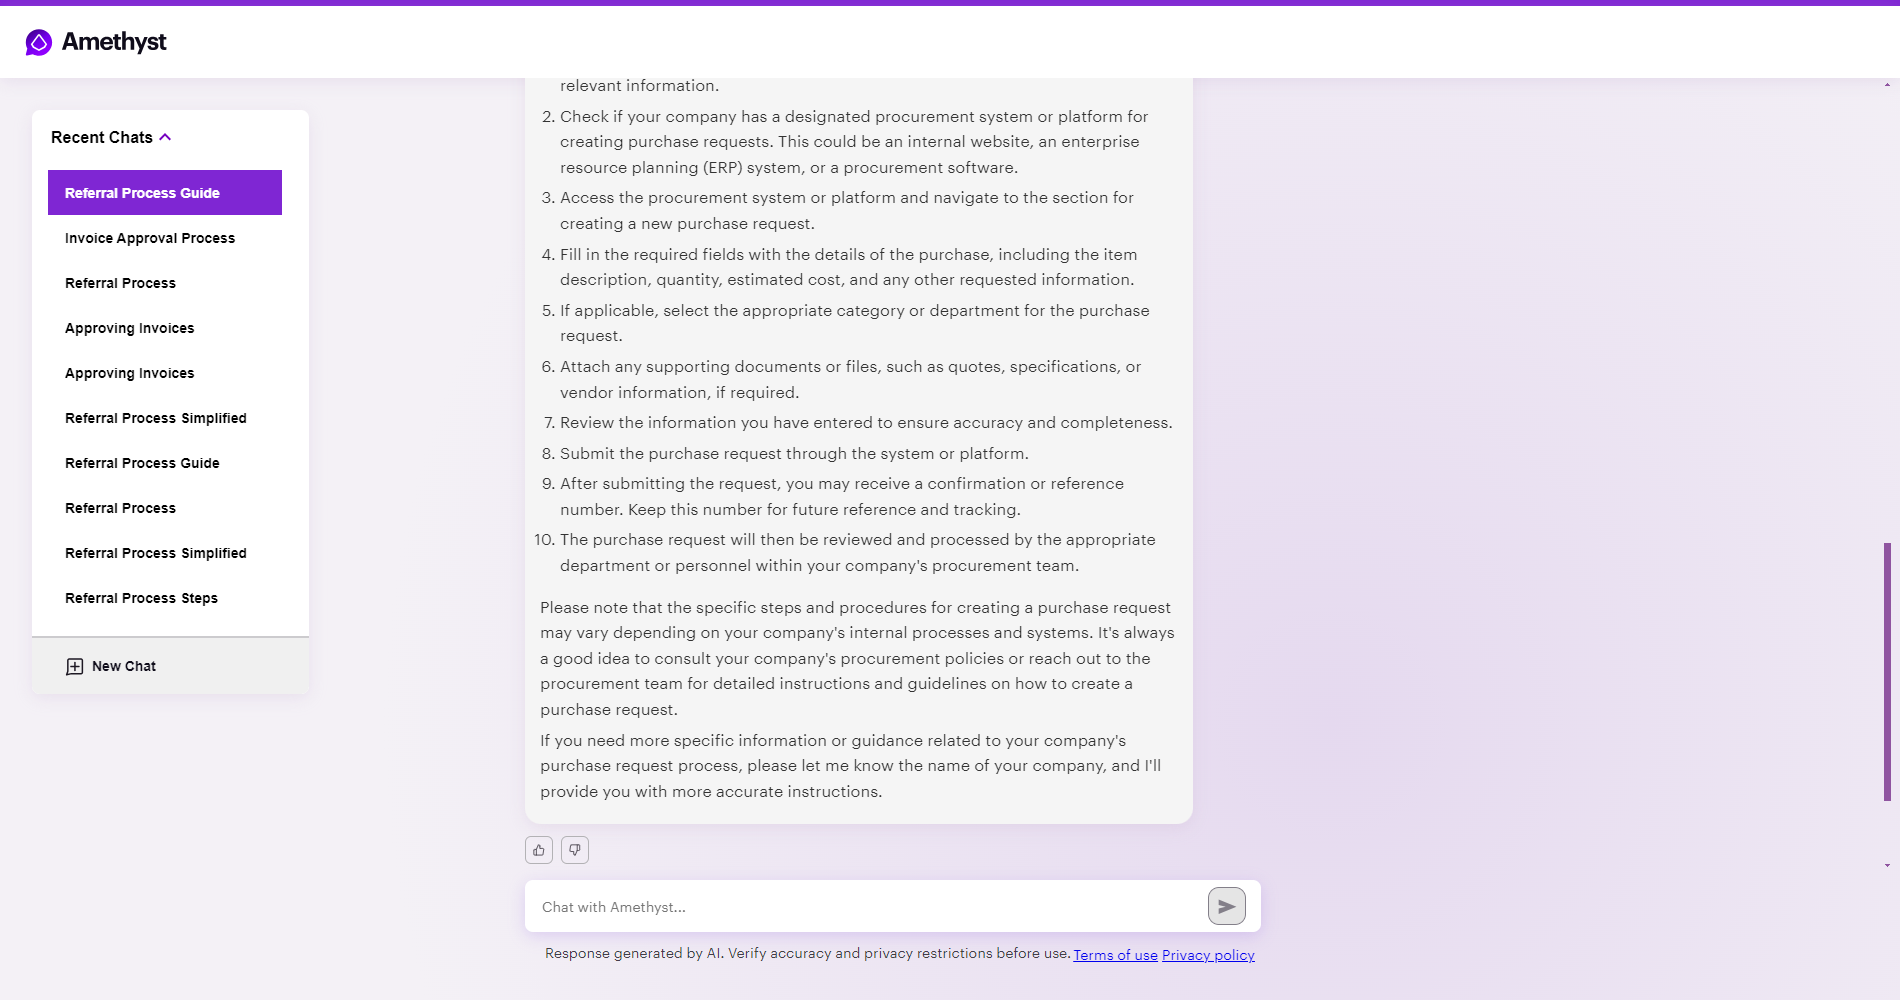 Amethyst
Recent Chats
Referral Process Guide
Invoice Approval Process
Referral Process
Approving Invoices
Approving Invoices
Referral Process Simplified
Referral Process Guide
Referral Process
Referral Process Simplified
Referral Process Steps
New Chat
relevant information.
2. Check if your company has a designated procurement system or platform for
creating purchase requests. This could be an internal website, an enterprise
resource planning (ERP) system, or a procurement software.
3. Access the procurement system or platform and navigate to the section for
creating a new purchase request.
4. Fill in the required fields with the details of the purchase, including the item
description, quantity, estimated cost, and any other requested information.
5. If applicable, select the appropriate category or department for the purchase
request.
6. Attach any supporting documents or files, such as quotes, specifications, or
vendor information, if required.
7. Review the information you have entered to ensure accuracy and completeness.
8. Submit the purchase request through the system or platform.
9. After submitting the request, you may receive a confirmation or reference
number. Keep this number for future reference and tracking.
10. The purchase request will then be reviewed and processed by the appropriate
department or personnel within your company's procurement team.
Please note that the specific steps and procedures for creating a purchase request
may vary depending on your company's internal processes and systems. It's always
a good idea to consult your company's procurement policies or reach out to the
procurement team for detailed instructions and guidelines on how to create a
purchase request.
If you need more specific information or guidance related to your company's
purchase request process, please let me know the name of your company, and I'll
provide you with more accurate instructions.
Chat with Amethyst...
Response generated by AI. Verify accuracy and privacy restrictions before use. Terms of use Privacy policy